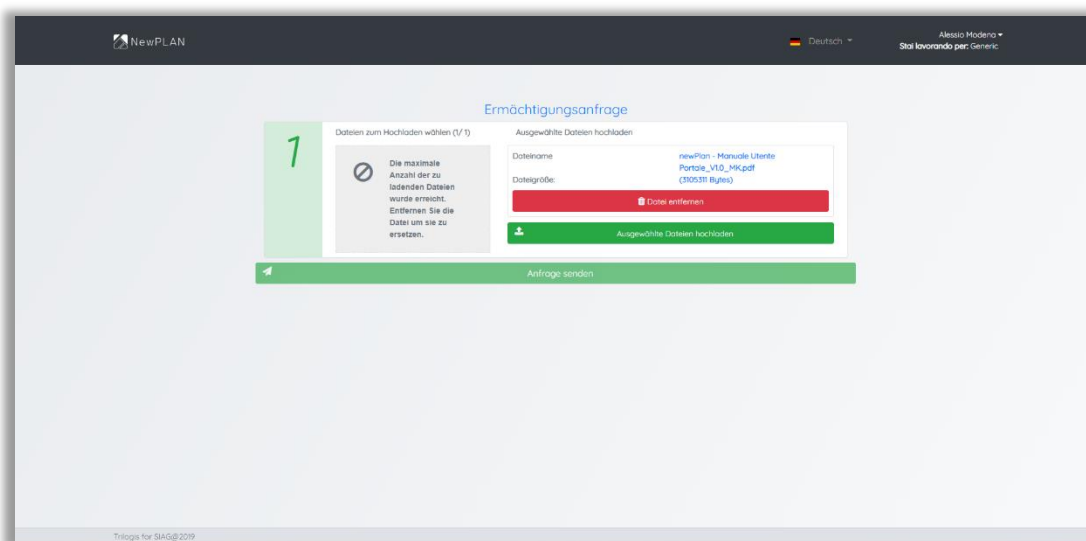 NewPLAN
Deutsch
Alessio Modena
Stai lavorando per: Generic
Ermächtigungsanfrage
1
Dateien zum Hochladen wählen (1/ 1)
Die maximale
Anzahl der zu
ladenden Dateien
wurde erreicht.
Entfernen Sie die
Datei um sie zu
ersetzen.
Ausgewählte Dateien hochladen
Dateiname
newPlan - Manuale Utente
Portale_V1.0_MK.pdf
Dateigröße:
(3105311 Bytes)
Datei entfernen
Ausgewählte Dateien hochladen
Anfrage senden
Trilogis for SIAG@2019